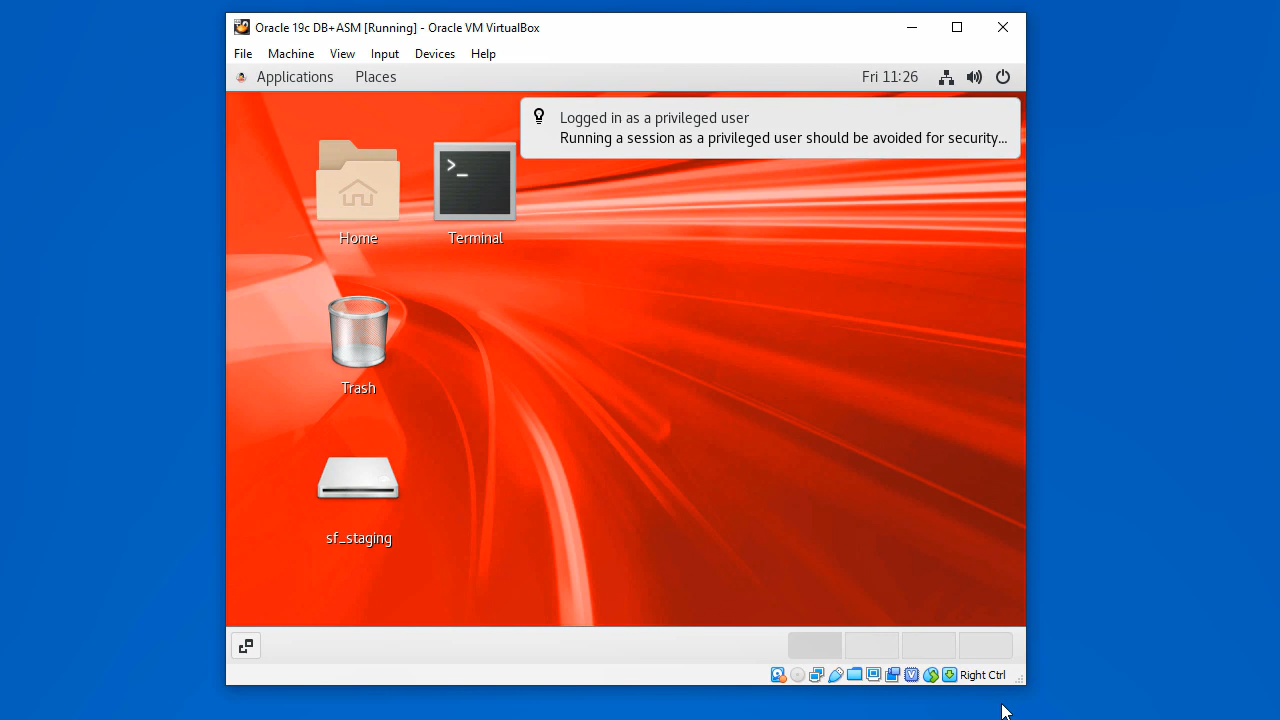 Oracle 19c DB+ASM [Running] - Oracle VM VirtualBox
File Machine View Input Devices Help
Applications Places Fri 11:26
Logged in as a privileged user
Running a session as a privileged user should be avoided for security...
Home
Terminal
Trash
sf_staging
Right Ctrl